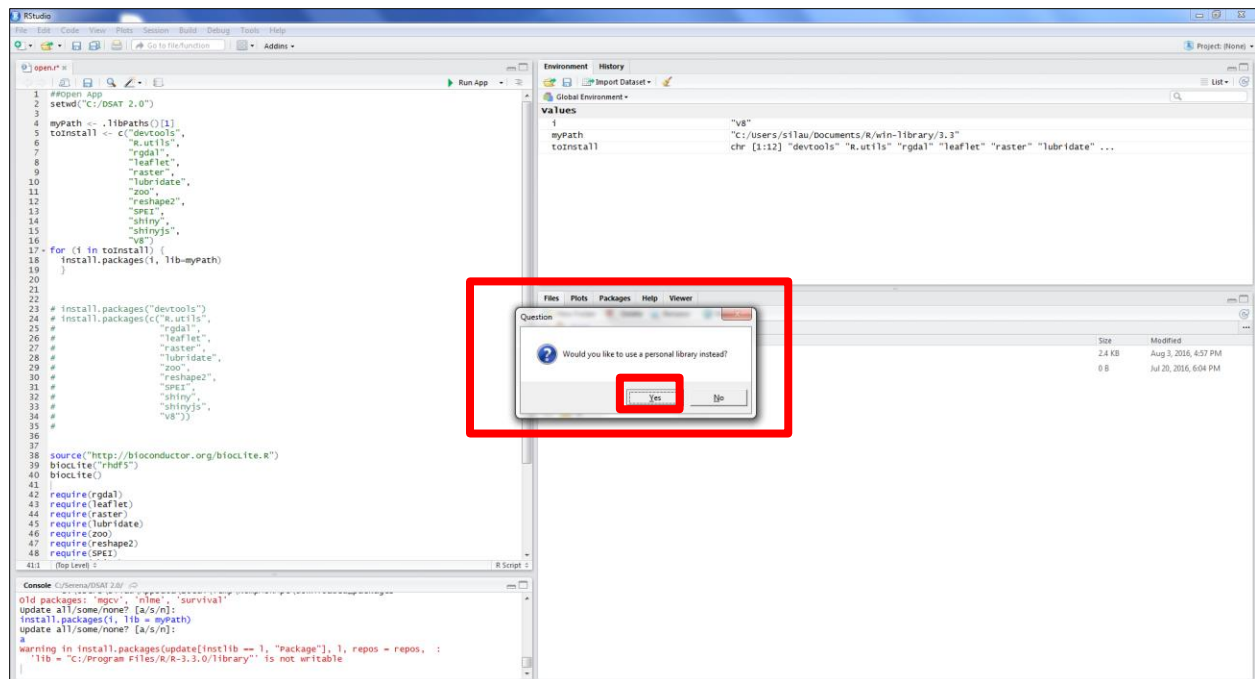 RStudio
File Edit Code View Plots Session Build Debug Tools Help
Go to file/function Addins
Project: (None)
open.r* ×
Run App
1 ##Open App
2 setwd("C:/DSAT 2.0")
3
4 myPath <- .libPaths()[1]
5 toInstall <- c("devtools",
6 "R.utils",
7 "rgdal",
8 "leaflet",
9 "raster",
10 "lubridate",
11 "zoo",
12 "reshape2",
13 "SPEI",
14 "shiny",
15 "shinyjs",
16 "V8")
17 for (i in toInstall) {
18 install.packages(i, lib=myPath)
19 }
20
21
22
23 # install.packages("devtools")
24 # install.packages(c("R.utils",
25 # "rgdal",
26 # "leaflet",
27 # "raster",
28 # "lubridate",
29 # "zoo",
30 # "reshape2",
31 # "SPEI",
32 # "shiny",
33 # "shinyjs",
34 # "V8"))
35 #
36
37
38 source("http://bioconductor.org/biocLite.R")
39 biocLite("rhdf5")
40 biocLite()
41
42 require(rgdal)
43 require(leaflet)
44 require(raster)
45 require(lubridate)
46 require(zoo)
47 require(reshape2)
48 require(SPEI)
41:1 (Top Level) R Script
Console C:/Serena/DSAT 2.0/
Old packages: 'mgcv', 'nlme', 'survival'
Update all/some/none? [a/s/n]:
install.packages(i, lib = myPath)
Update all/some/none? [a/s/n]:
a
Warning in install.packages(update[instlib == l, "Package"], l, repos = repos, :
'lib = "C:/Program Files/R/R-3.3.0/library"' is not writable
Environment History
Import Dataset List
Global Environment
Values
i "V8"
myPath "C:/Users/silau/Documents/R/win-library/3.3"
toInstall chr [1:12] "devtools" "R.utils" "rgdal" "leaflet" "raster" "lubridate" ...
Files Plots Packages Help Viewer
Size Modified
2.4 KB Aug 3, 2016, 4:57 PM
0 B Jul 20, 2016, 6:04 PM
Question
Would you like to use a personal library instead?
Yes No